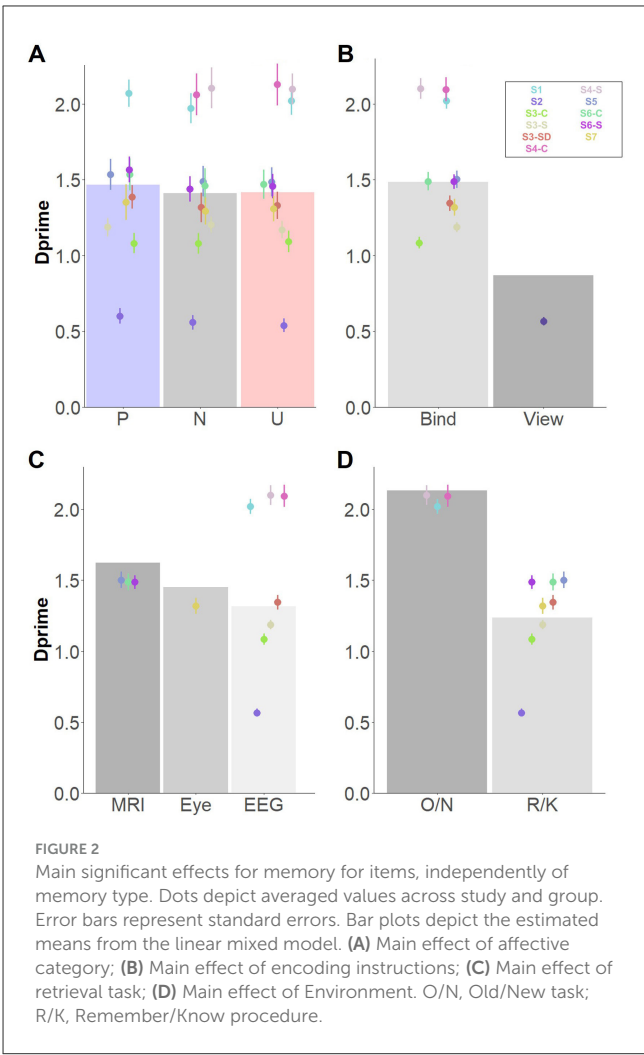 A
2.0
1.5
1.0
0.5
0.0
Dprime
P N U
B
2.0
1.5
1.0
0.5
0.0
Bind View
S1 S4-S
S2 S5
S3-C S6-C
S3-S S6-S
S3-SD S7
S4-C
C
2.0
1.5
1.0
0.5
0.0
Dprime
MRI Eye EEG
D
2.0
1.5
1.0
0.5
0.0
O/N R/K
FIGURE 2
Main significant effects for memory for items, independently of
memory type. Dots depict averaged values across study and group.
Error bars represent standard errors. Bar plots depict the estimated
means from the linear mixed model. (A) Main effect of affective
category; (B) Main effect of encoding instructions; (C) Main effect of
retrieval task; (D) Main effect of Environment. O/N, Old/New task;
R/K, Remember/Know procedure.